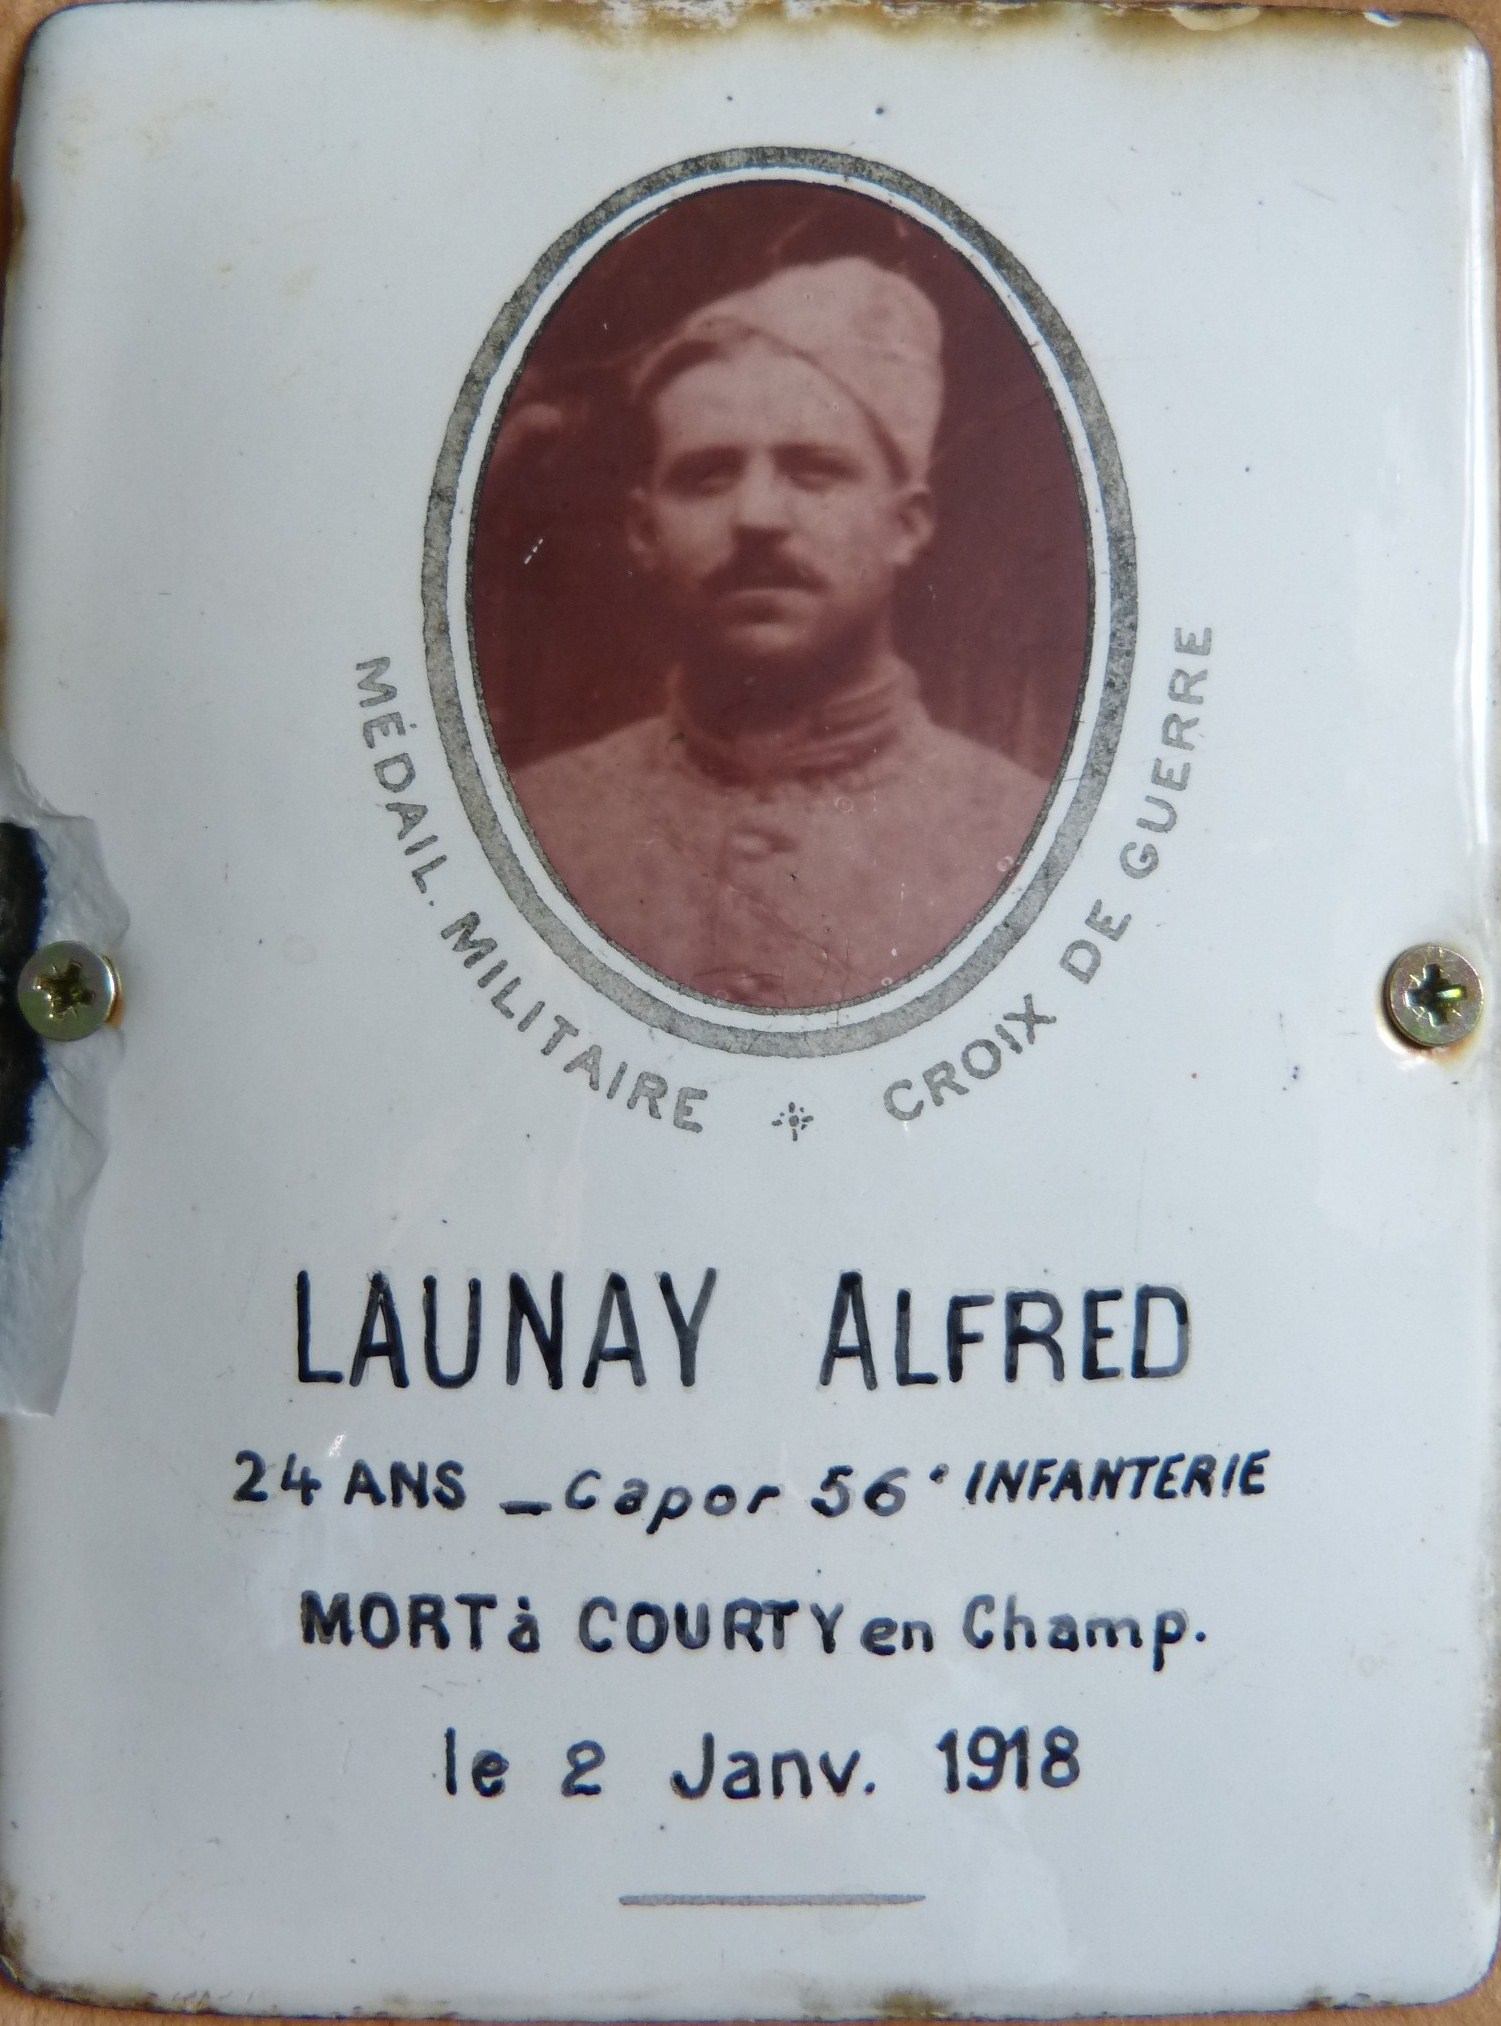 MÉDAIL. MILITAIRE CROIX DE GUERRE
LAUNAY ALFRED
24 ANS - Capor 56e INFANTERIE
MORT à COURTY en Champ.
le 2 Janv. 1918